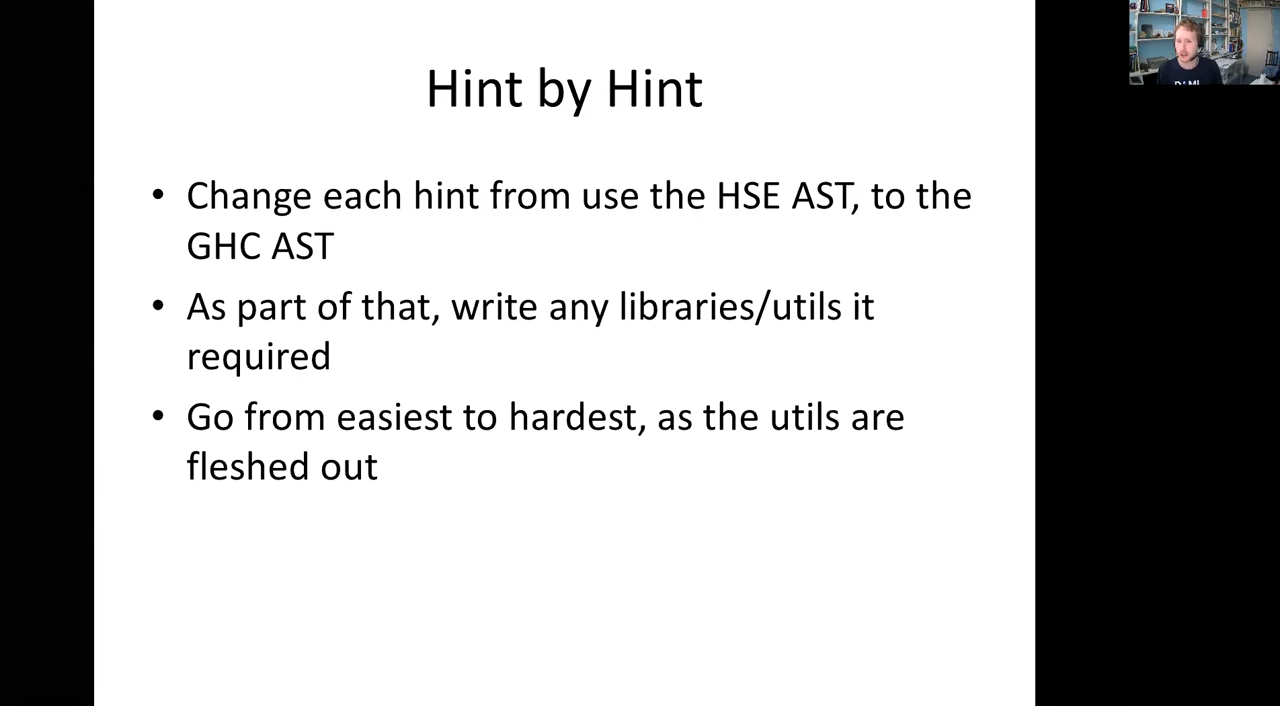 Hint by Hint
• Change each hint from use the HSE AST, to the
GHC AST
• As part of that, write any libraries/utils it
required
• Go from easiest to hardest, as the utils are
fleshed out